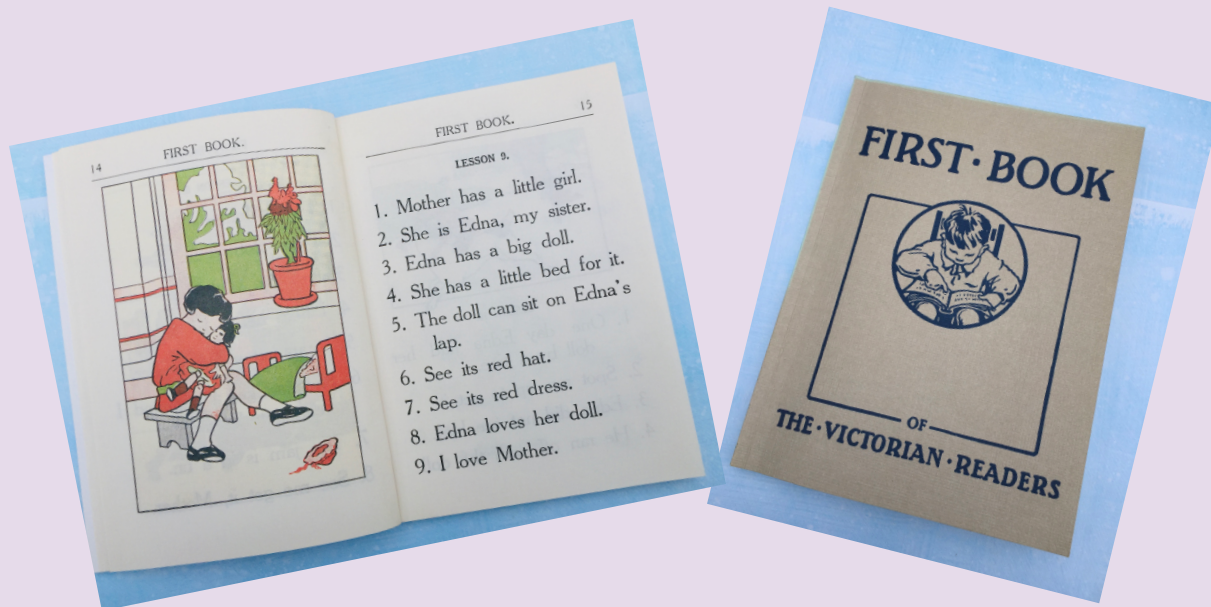 14
FIRST BOOK.
FIRST BOOK.
15
LESSON 9.
1. Mother has a little girl.
2. She is Edna, my sister.
3. Edna has a big doll.
4. She has a little bed for it.
5. The doll can sit on Edna's
lap.
6. See its red hat.
7. See its red dress.
8. Edna loves her doll.
9. I love Mother.
FIRST·BOOK
OF
THE·VICTORIAN·READERS